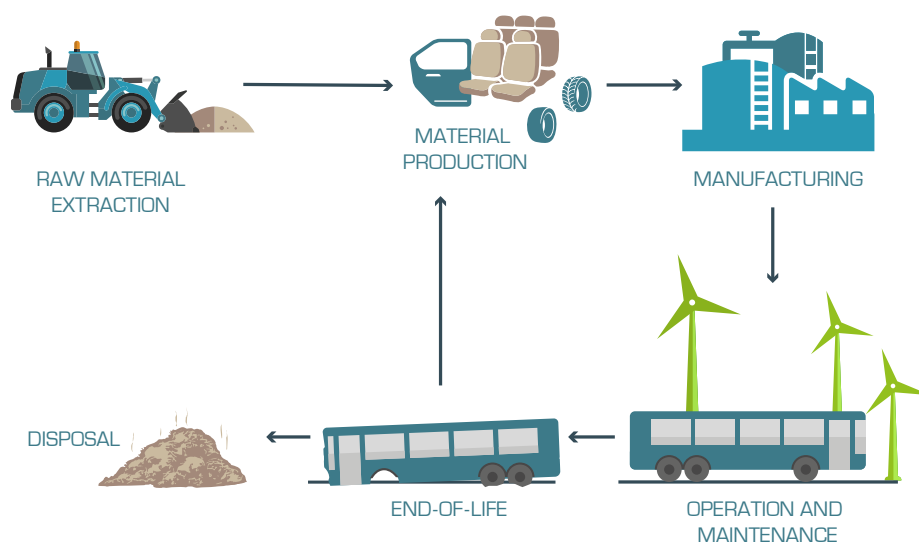 RAW MATERIAL
EXTRACTION
MATERIAL
PRODUCTION
MANUFACTURING
OPERATION AND
MAINTENANCE
END-OF-LIFE
DISPOSAL